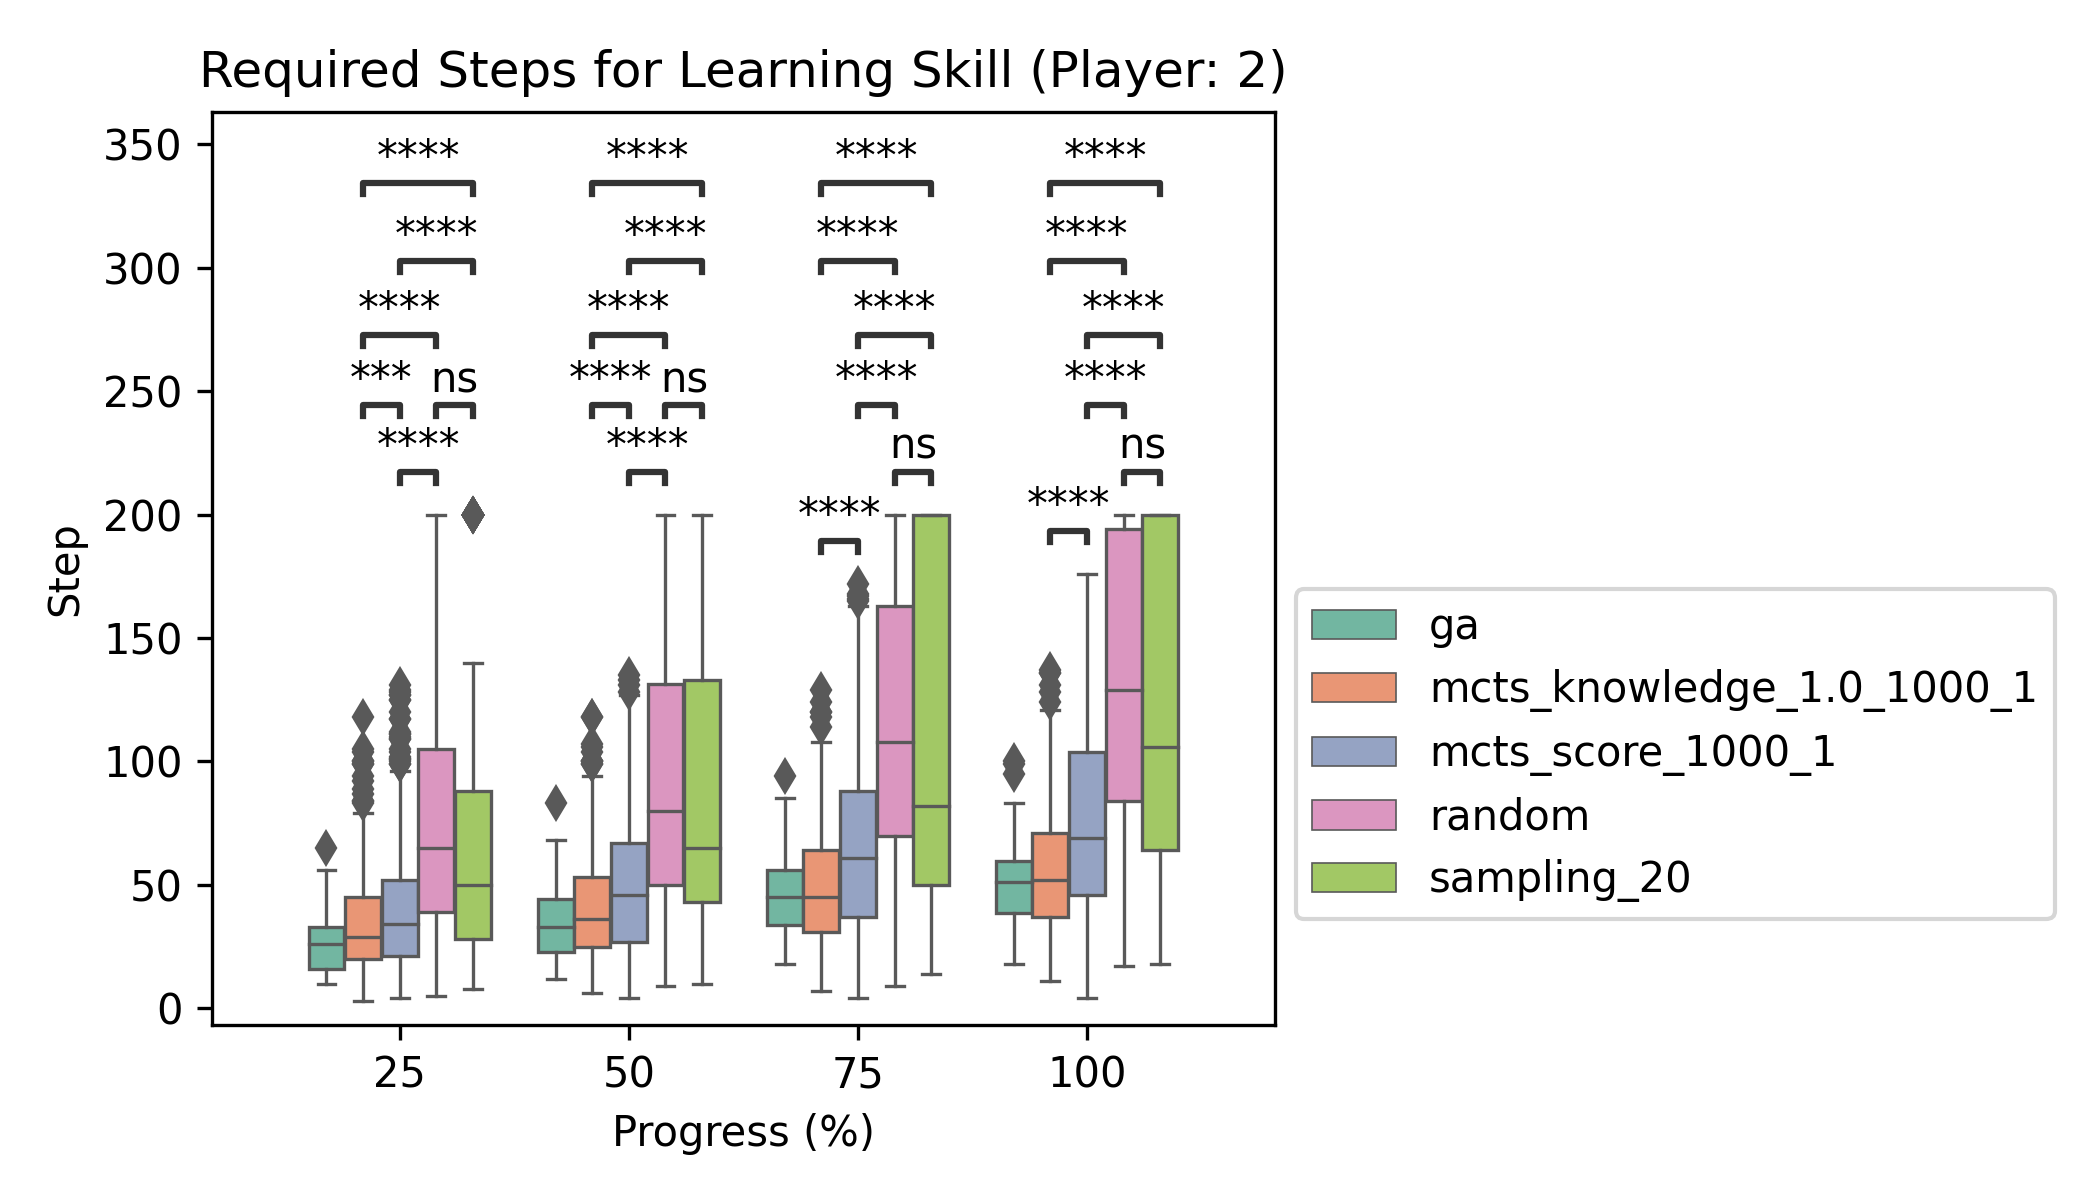 Required Steps for Learning Skill (Player: 2)
350
300
250
200
150
100
50
0
Step
**** **** **** ****
**** **** **** ****
**** **** **** ****
*** ns **** ns **** ****
**** **** ns ns
**** ****
25 50 75 100
Progress (%)
ga
mcts_knowledge_1.0_1000_1
mcts_score_1000_1
random
sampling_20